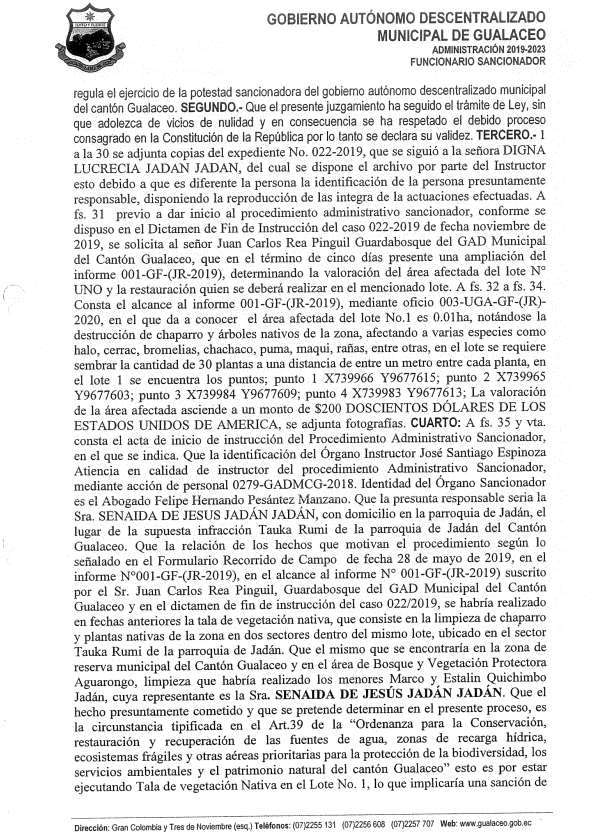 GOBIERNO AUTÓNOMO DESCENTRALIZADO
MUNICIPAL DE GUALACEO
ADMINISTRACIÓN 2019-2023
FUNCIONARIO SANCIONADOR
regula el ejercicio de la potestad sancionadora del gobierno autónomo descentralizado municipal
del cantón Gualaceo. SEGUNDO.- Que el presente juzgamiento ha seguido el trámite de Ley, sin
que adolezca de vicios de nulidad y en consecuencia se ha respetado el debido proceso
consagrado en la Constitución de la República por lo tanto se declara su validez. TERCERO.- 1
a la 30 se adjunta copias del expediente No. 022-2019, que se siguió a la señora DIGNA
LUCRECIA JADAN JADAN, del cual se dispone el archivo por parte del Instructor
esto debido a que es diferente la persona la identificación de la persona presuntamente
responsable, disponiendo la reproducción de las integra de la actuaciones efectuadas. A
fs. 31 previo a dar inicio al procedimiento administrativo sancionador, conforme se
dispuso en el Dictamen de Fin de Instrucción del caso 022-2019 de fecha noviembre de
2019, se solicita al señor Juan Carlos Rea Pinguil Guardabosque del GAD Municipal
del Cantón Gualaceo, que en el término de cinco días presente una ampliación del
informe 001-GF-(JR-2019), determinando la valoración del área afectada del lote N°
UNO y la restauración quien se deberá realizar en el mencionado lote. A fs. 32 a fs. 34.
Consta el alcance al informe 001-GF-(JR-2019), mediante oficio 003-UGA-GF-(JR)-
2020, en el que da a conocer el área afectada del lote No.1 es 0.01ha, notándose la
destrucción de chaparro y árboles nativos de la zona, afectando a varias especies como
halo, cerrac, bromelias, chachaco, puma, maqui, rañas, entre otras, en el lote se requiere
sembrar la cantidad de 30 plantas a una distancia de entre un metro entre cada planta, en
el lote 1 se encuentra los puntos; punto 1 X739966 Y9677615; punto 2 X739965
Y9677603; punto 3 X739984 Y9677609; punto 4 X739983 Y9677613; La valoración
de la área afectada asciende a un monto de $200 DOSCIENTOS DÓLARES DE LOS
ESTADOS UNIDOS DE AMERICA, se adjunta fotografías. CUARTO: A fs. 35 y vta.
consta el acta de inicio de instrucción del Procedimiento Administrativo Sancionador,
en el que se indica. Que la identificación del Órgano Instructor José Santiago Espinoza
Atiencia en calidad de instructor del procedimiento Administrativo Sancionador,
mediante acción de personal 0279-GADMCG-2018. Identidad del Órgano Sancionador
es el Abogado Felipe Hernando Pesántez Manzano. Que la presunta responsable seria la
Sra. SENAIDA DE JESUS JADÁN JADÁN, con domicilio en la parroquia de Jadán, el
lugar de la supuesta infracción Tauka Rumi de la parroquia de Jadán del Cantón
Gualaceo. Que la relación de los hechos que motivan el procedimiento según lo
señalado en el Formulario Recorrido de Campo de fecha 28 de mayo de 2019, en el
informe N°001-GF-(JR-2019), en el alcance al informe N° 001-GF-(JR-2019) suscrito
por el Sr. Juan Carlos Rea Pinguil, Guardabosque del GAD Municipal del Cantón
Gualaceo y en el dictamen de fin de instrucción del caso 022/2019, se habría realizado
en fechas anteriores la tala de vegetación nativa, que consiste en la limpieza de chaparro
y plantas nativas de la zona en dos sectores dentro del mismo lote, ubicado en el sector
Tauka Rumi de la parroquia de Jadán. Que el mismo que se encontraría en la zona de
reserva municipal del Cantón Gualaceo y en el área de Bosque y Vegetación Protectora
Aguarongo, limpieza que habría realizado los menores Marco y Estalin Quichimbo
Jadán, cuya representante es la Sra. SENAIDA DE JESÚS JADÁN JADÁN. Que el
hecho presuntamente cometido y que se pretende determinar en el presente proceso, es
la circunstancia tipificada en el Art.39 de la “Ordenanza para la Conservación,
restauración y recuperación de las fuentes de agua, zonas de recarga hídrica,
ecosistemas frágiles y otras aéreas prioritarias para la protección de la biodiversidad, los
servicios ambientales y el patrimonio natural del cantón Gualaceo” esto es por estar
ejecutando Tala de vegetación Nativa en el Lote No. 1, lo que implicaría una sanción de
Dirección: Gran Colombia y Tres de Noviembre (esq.) Teléfonos: (07)2255 131 (07)2256 608 (07)2257 707 Web: www.gualaceo.gob.ec